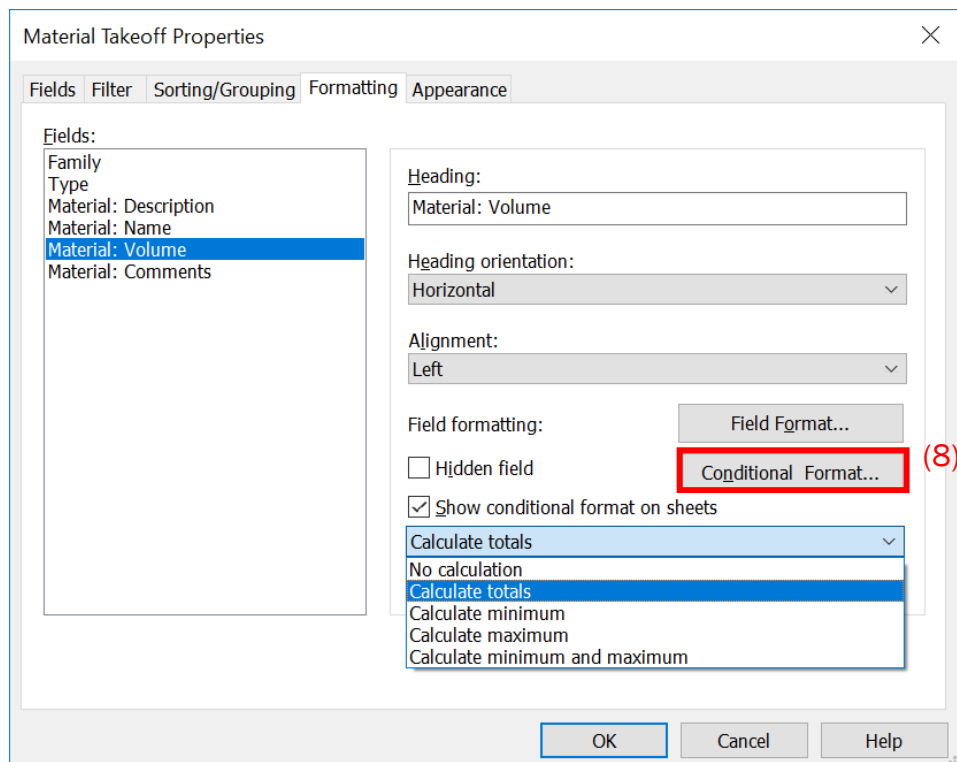 Material Takeoff Properties
Fields Filter Sorting/Grouping Formatting Appearance
Fields:
Family
Type
Material: Description
Material: Name
Material: Volume
Material: Comments
Heading:
Material: Volume
Heading orientation:
Horizontal
Alignment:
Left
Field formatting:
Field Format...
Hidden field
Conditional Format...
(8)
Show conditional format on sheets
Calculate totals
No calculation
Calculate totals
Calculate minimum
Calculate maximum
Calculate minimum and maximum
OK Cancel Help